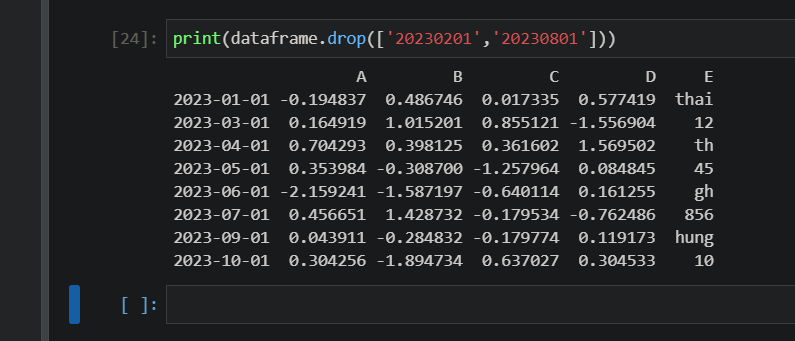 [24]: print(dataframe.drop(['20230201','20230801']))
A B C D E
2023-01-01 -0.194837 0.486746 0.017335 0.577419 thai
2023-03-01 0.164919 1.015201 0.855121 -1.556904 12
2023-04-01 0.704293 0.398125 0.361602 1.569502 th
2023-05-01 0.353984 -0.308700 -1.257964 0.084845 45
2023-06-01 -2.159241 -1.587197 -0.640114 0.161255 gh
2023-07-01 0.456651 1.428732 -0.179534 -0.762486 856
2023-09-01 0.043911 -0.284832 -0.179774 0.119173 hung
2023-10-01 0.304256 -1.894734 0.637027 0.304533 10
[ ]: